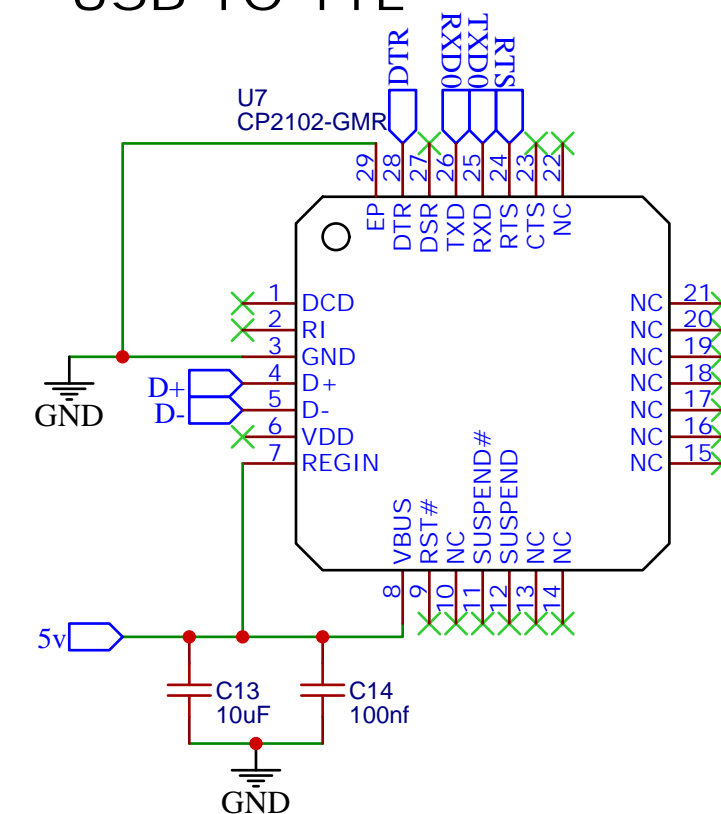 USB TO TTL
DTR
RXD0
TXD0
RTS
U7
CP2102-GMR
29
28
27
26
25
24
23
22
EP
DTR
DSR
TXD
RXD
RTS
CTS
NC
1 DCD
2 RI
3 GND
4 D+
5 D-
6 VDD
7 REGIN
NC 21
NC 20
NC 19
NC 18
NC 17
NC 16
NC 15
D+
D-
GND
VBUS
RST#
NC
SUSPEND#
SUSPEND
NC
NC
8
9
10
11
12
13
14
5v
C13
10uF
C14
100nf
GND